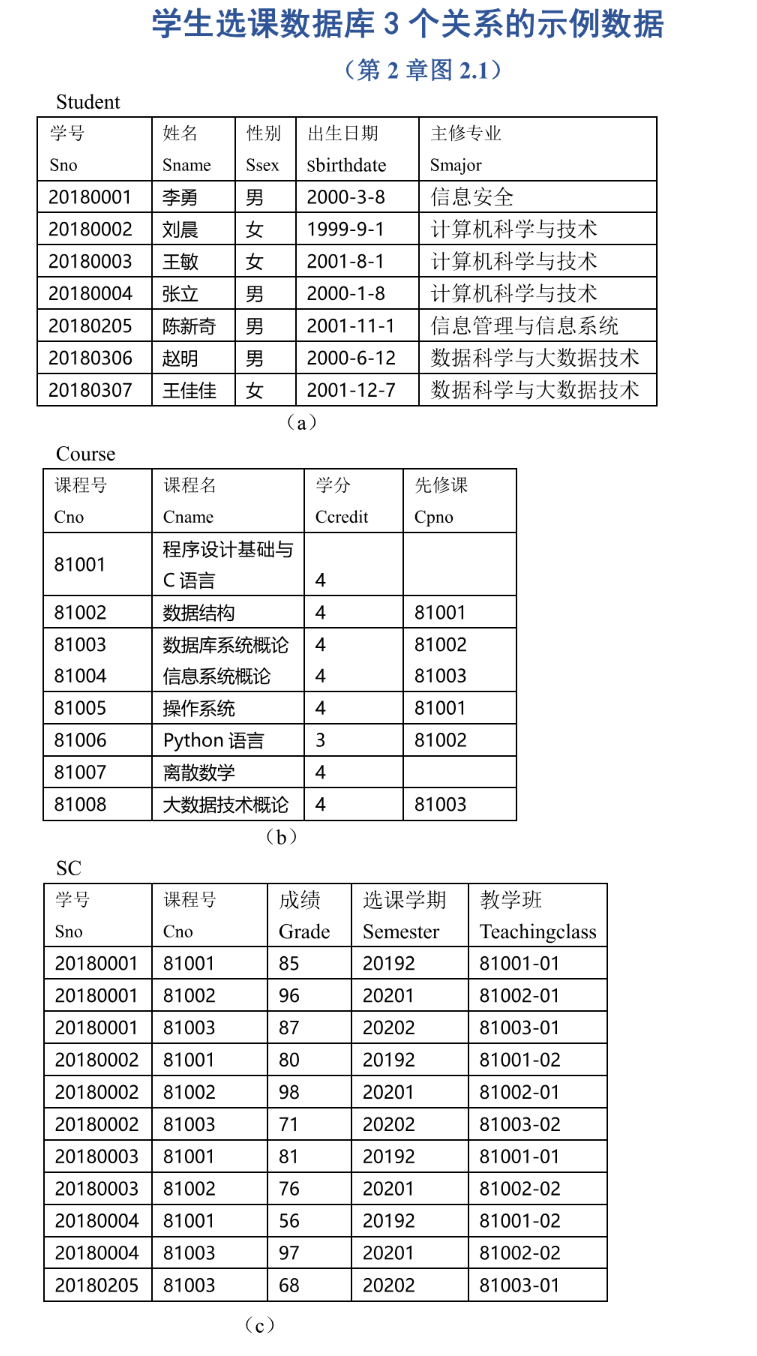 学生选课数据库 3 个关系的示例数据
（第 2 章图 2.1）
Student
学号 姓名 性别 出生日期 主修专业
Sno Sname Ssex Sbirthdate Smajor
20180001 李勇 男 2000-3-8 信息安全
20180002 刘晨 女 1999-9-1 计算机科学与技术
20180003 王敏 女 2001-8-1 计算机科学与技术
20180004 张立 男 2000-1-8 计算机科学与技术
20180205 陈新奇 男 2001-11-1 信息管理与信息系统
20180306 赵明 男 2000-6-12 数据科学与大数据技术
20180307 王佳佳 女 2001-12-7 数据科学与大数据技术
（a）
Course
课程号 课程名 学分 先修课
Cno Cname Ccredit Cpno
81001 程序设计基础与
C 语言 4
81002 数据结构 4 81001
81003 数据库系统概论 4 81002
81004 信息系统概论 4 81003
81005 操作系统 4 81001
81006 Python 语言 3 81002
81007 离散数学 4
81008 大数据技术概论 4 81003
（b）
SC
学号 课程号 成绩 选课学期 教学班
Sno Cno Grade Semester Teachingclass
20180001 81001 85 20192 81001-01
20180001 81002 96 20201 81002-01
20180001 81003 87 20202 81003-01
20180002 81001 80 20192 81001-02
20180002 81002 98 20201 81002-01
20180002 81003 71 20202 81003-02
20180003 81001 81 20192 81001-01
20180003 81002 76 20201 81002-02
20180004 81001 56 20192 81001-02
20180004 81003 97 20201 81002-02
20180205 81003 68 20202 81003-01
（c）